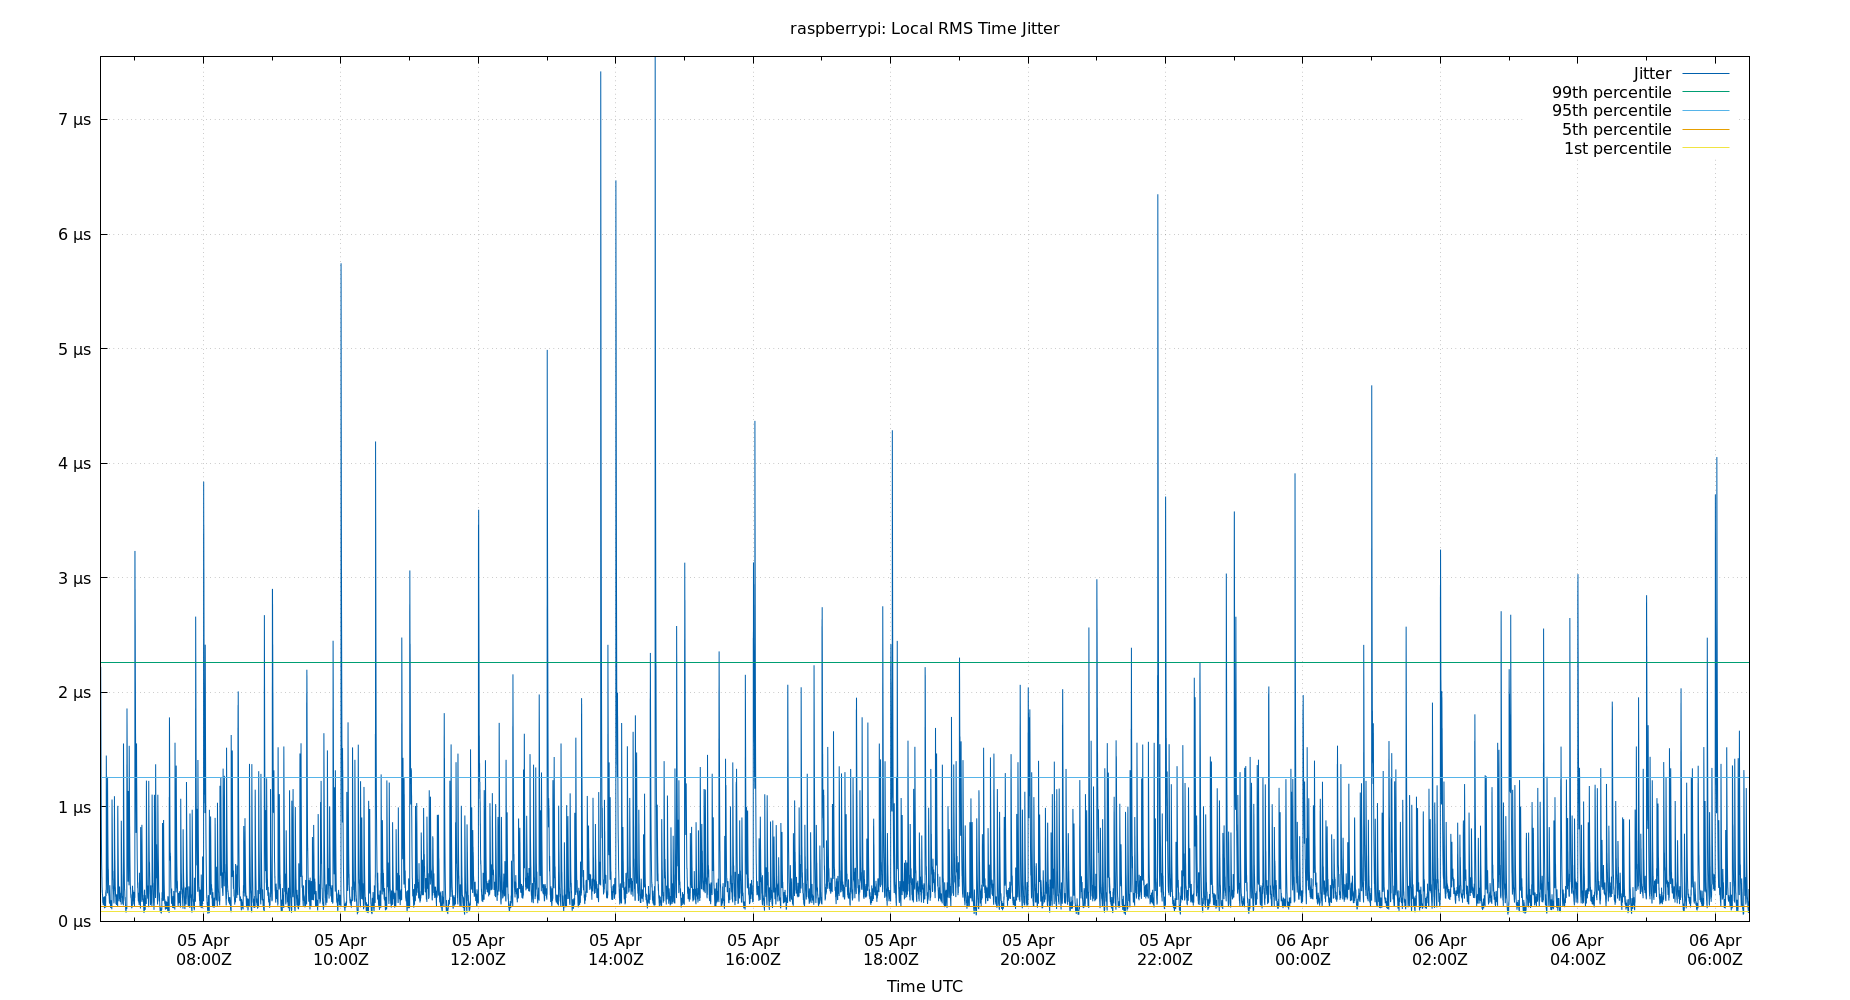 raspberrypi: Local RMS Time Jitter
Jitter
99th percentile
95th percentile
5th percentile
1st percentile
7 µs
6 µs
5 µs
4 µs
3 µs
2 µs
1 µs
0 µs
05 Apr 05 Apr 05 Apr 05 Apr 05 Apr 05 Apr 05 Apr 05 Apr 06 Apr 06 Apr 06 Apr 06 Apr
08:00Z 10:00Z 12:00Z 14:00Z 16:00Z 18:00Z 20:00Z 22:00Z 00:00Z 02:00Z 04:00Z 06:00Z
Time UTC